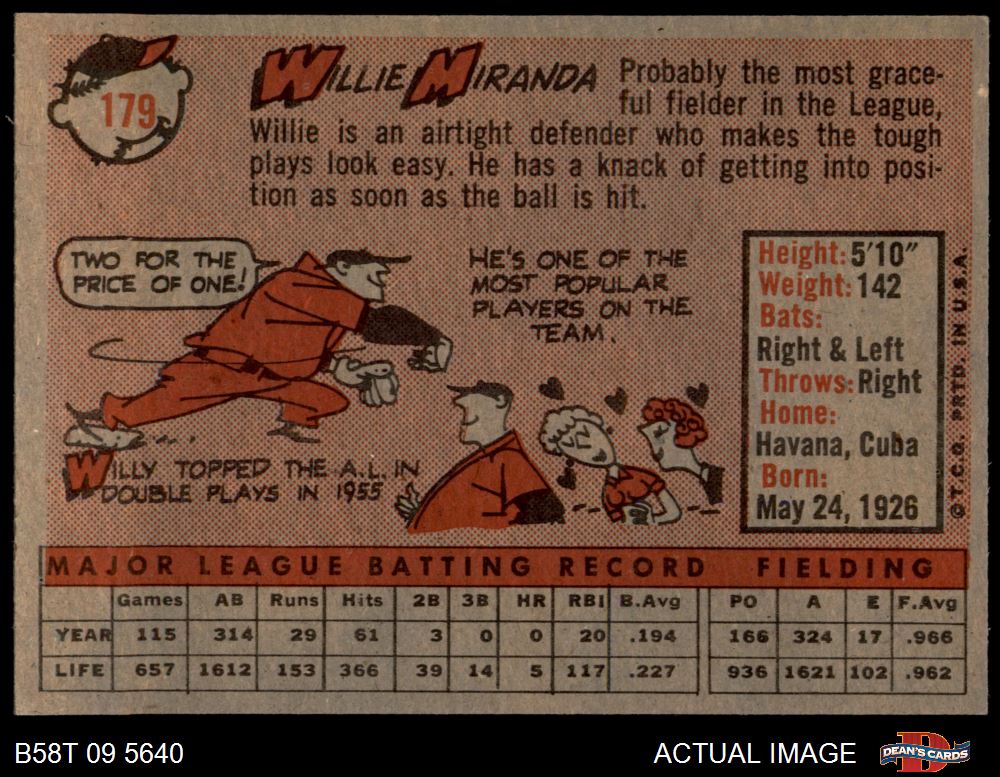 179
WILLIE MIRANDA
Probably the most grace-
ful fielder in the League,
Willie is an airtight defender who makes the tough
plays look easy. He has a knack of getting into posi-
tion as soon as the ball is hit.
TWO FOR THE
PRICE OF ONE!
HE'S ONE OF THE
MOST POPULAR
PLAYERS ON THE
TEAM.
WILLY TOPPED THE A.L. IN
DOUBLE PLAYS IN 1955
Height: 5'10"
Weight: 142
Bats:
Right & Left
Throws: Right
Home:
Havana, Cuba
Born:
May 24, 1926
© T.C.G. PRTD. IN U.S.A.
MAJOR LEAGUE BATTING RECORD FIELDING
Games AB Runs Hits 2B 3B HR RBI B.Avg PO A E F.Avg
YEAR 115 314 29 61 3 0 0 20 .194 166 324 17 .966
LIFE 657 1612 153 366 39 14 5 117 .227 936 1621 102 .962
B58T 09 5640
ACTUAL IMAGE
DEAN'S CARDS